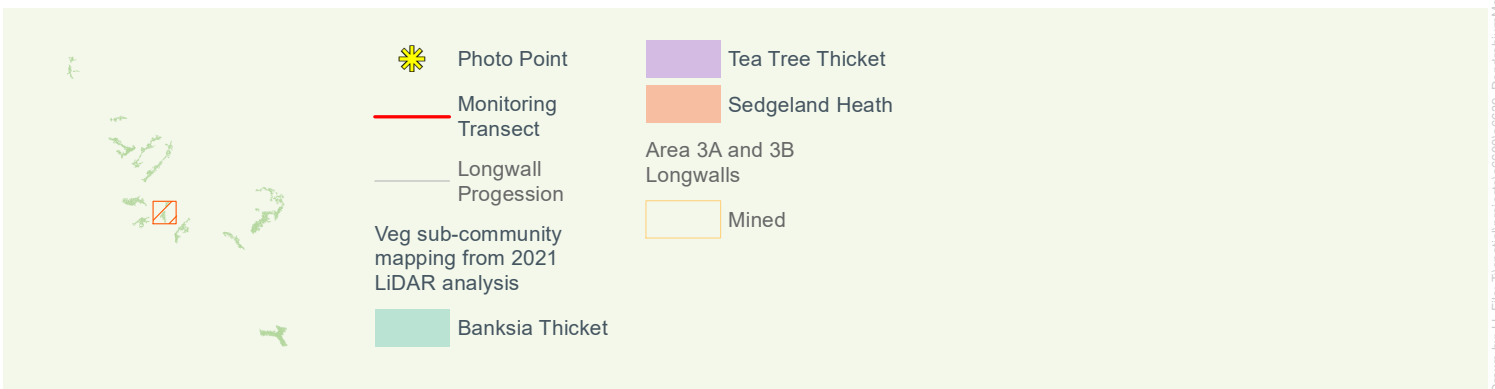 Photo Point
Monitoring
Transect
Longwall
Progession
Veg sub-community
mapping from 2021
LiDAR analysis
Banksia Thicket
Tea Tree Thicket
Sedgeland Heath
Area 3A and 3B
Longwalls
Mined